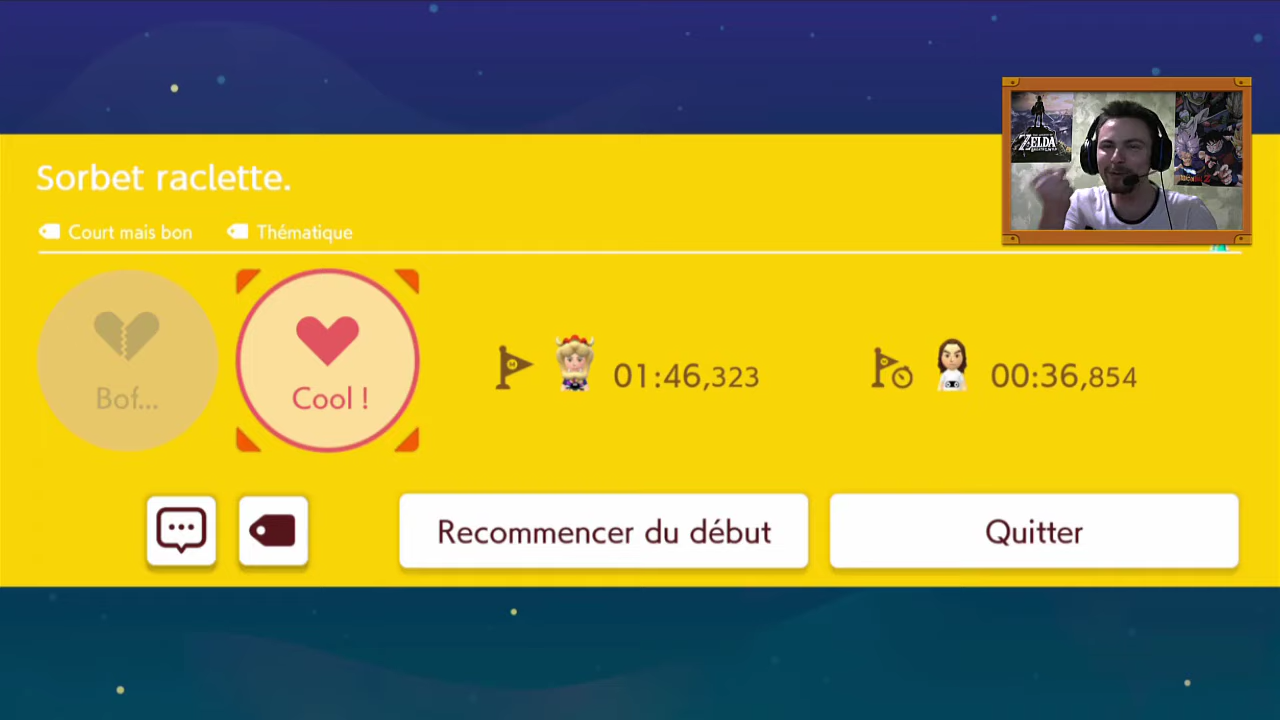 Sorbet raclette.
Court mais bon
Thématique
Bof...
Cool !
M
01:46,323
M
00:36,854
Recommencer du début
Quitter
ZELDA